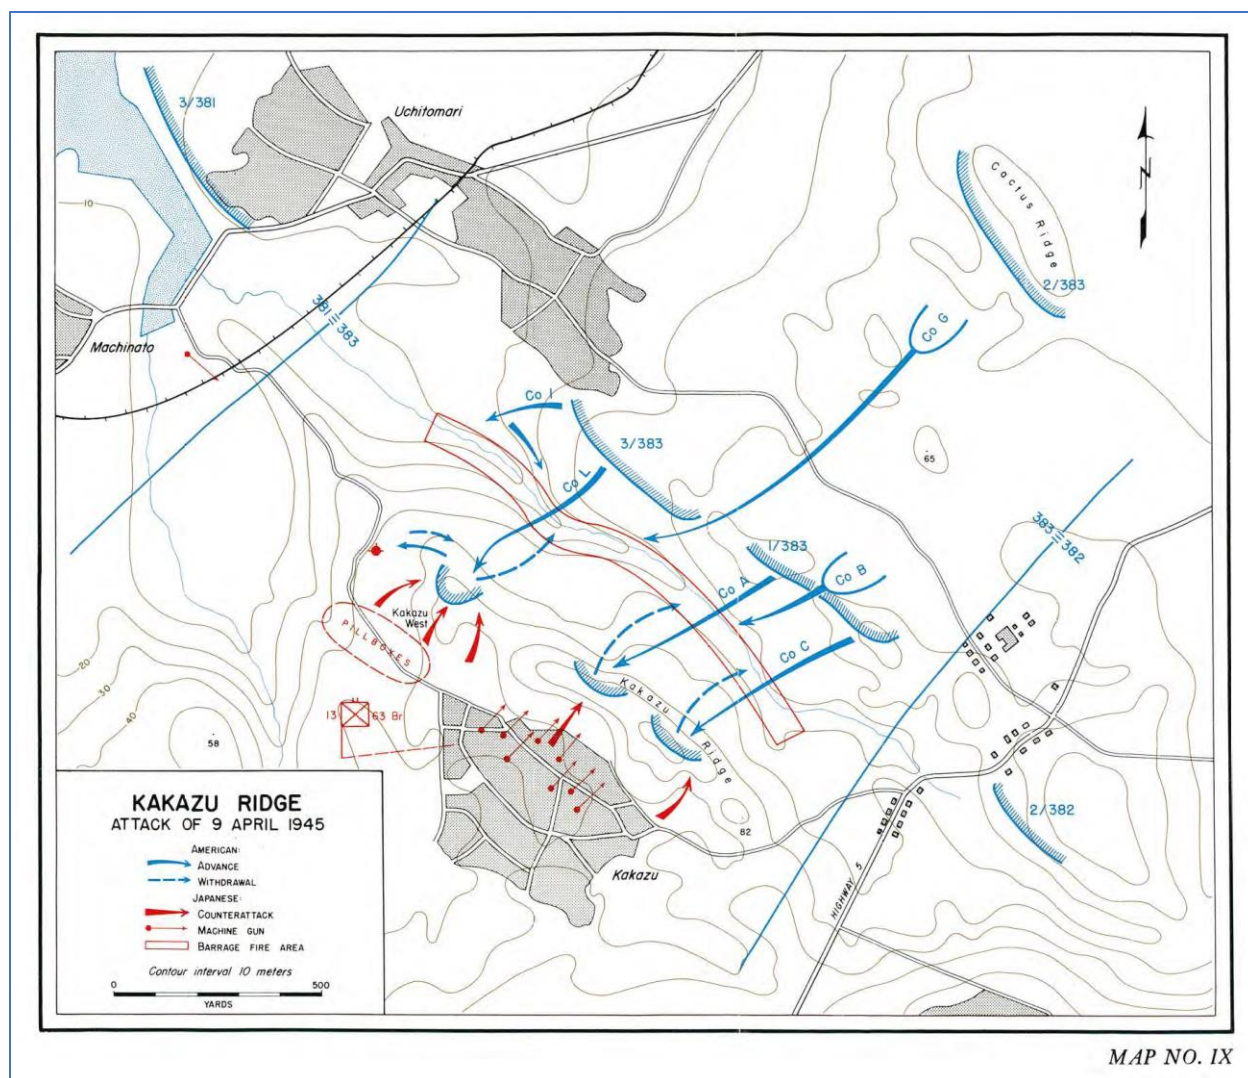 3/381
Uchitomari
10
Cactus Ridge
2/383
Machinato
381
383
Co G
Co I
3/383
65
Co L
383
382
1/383
Co A
Co B
Kakazu
West
Co C
PILLBOXES
Kakazu Ridge
20
30
40
13
63 Br
58
82
2/382
HIGHWAY 5
Kakazu
KAKAZU RIDGE
ATTACK OF 9 APRIL 1945
AMERICAN:
ADVANCE
WITHDRAWAL
JAPANESE:
COUNTERATTACK
MACHINE GUN
BARRAGE FIRE AREA
Contour interval 10 meters
0 500
YARDS
N
MAP NO. IX